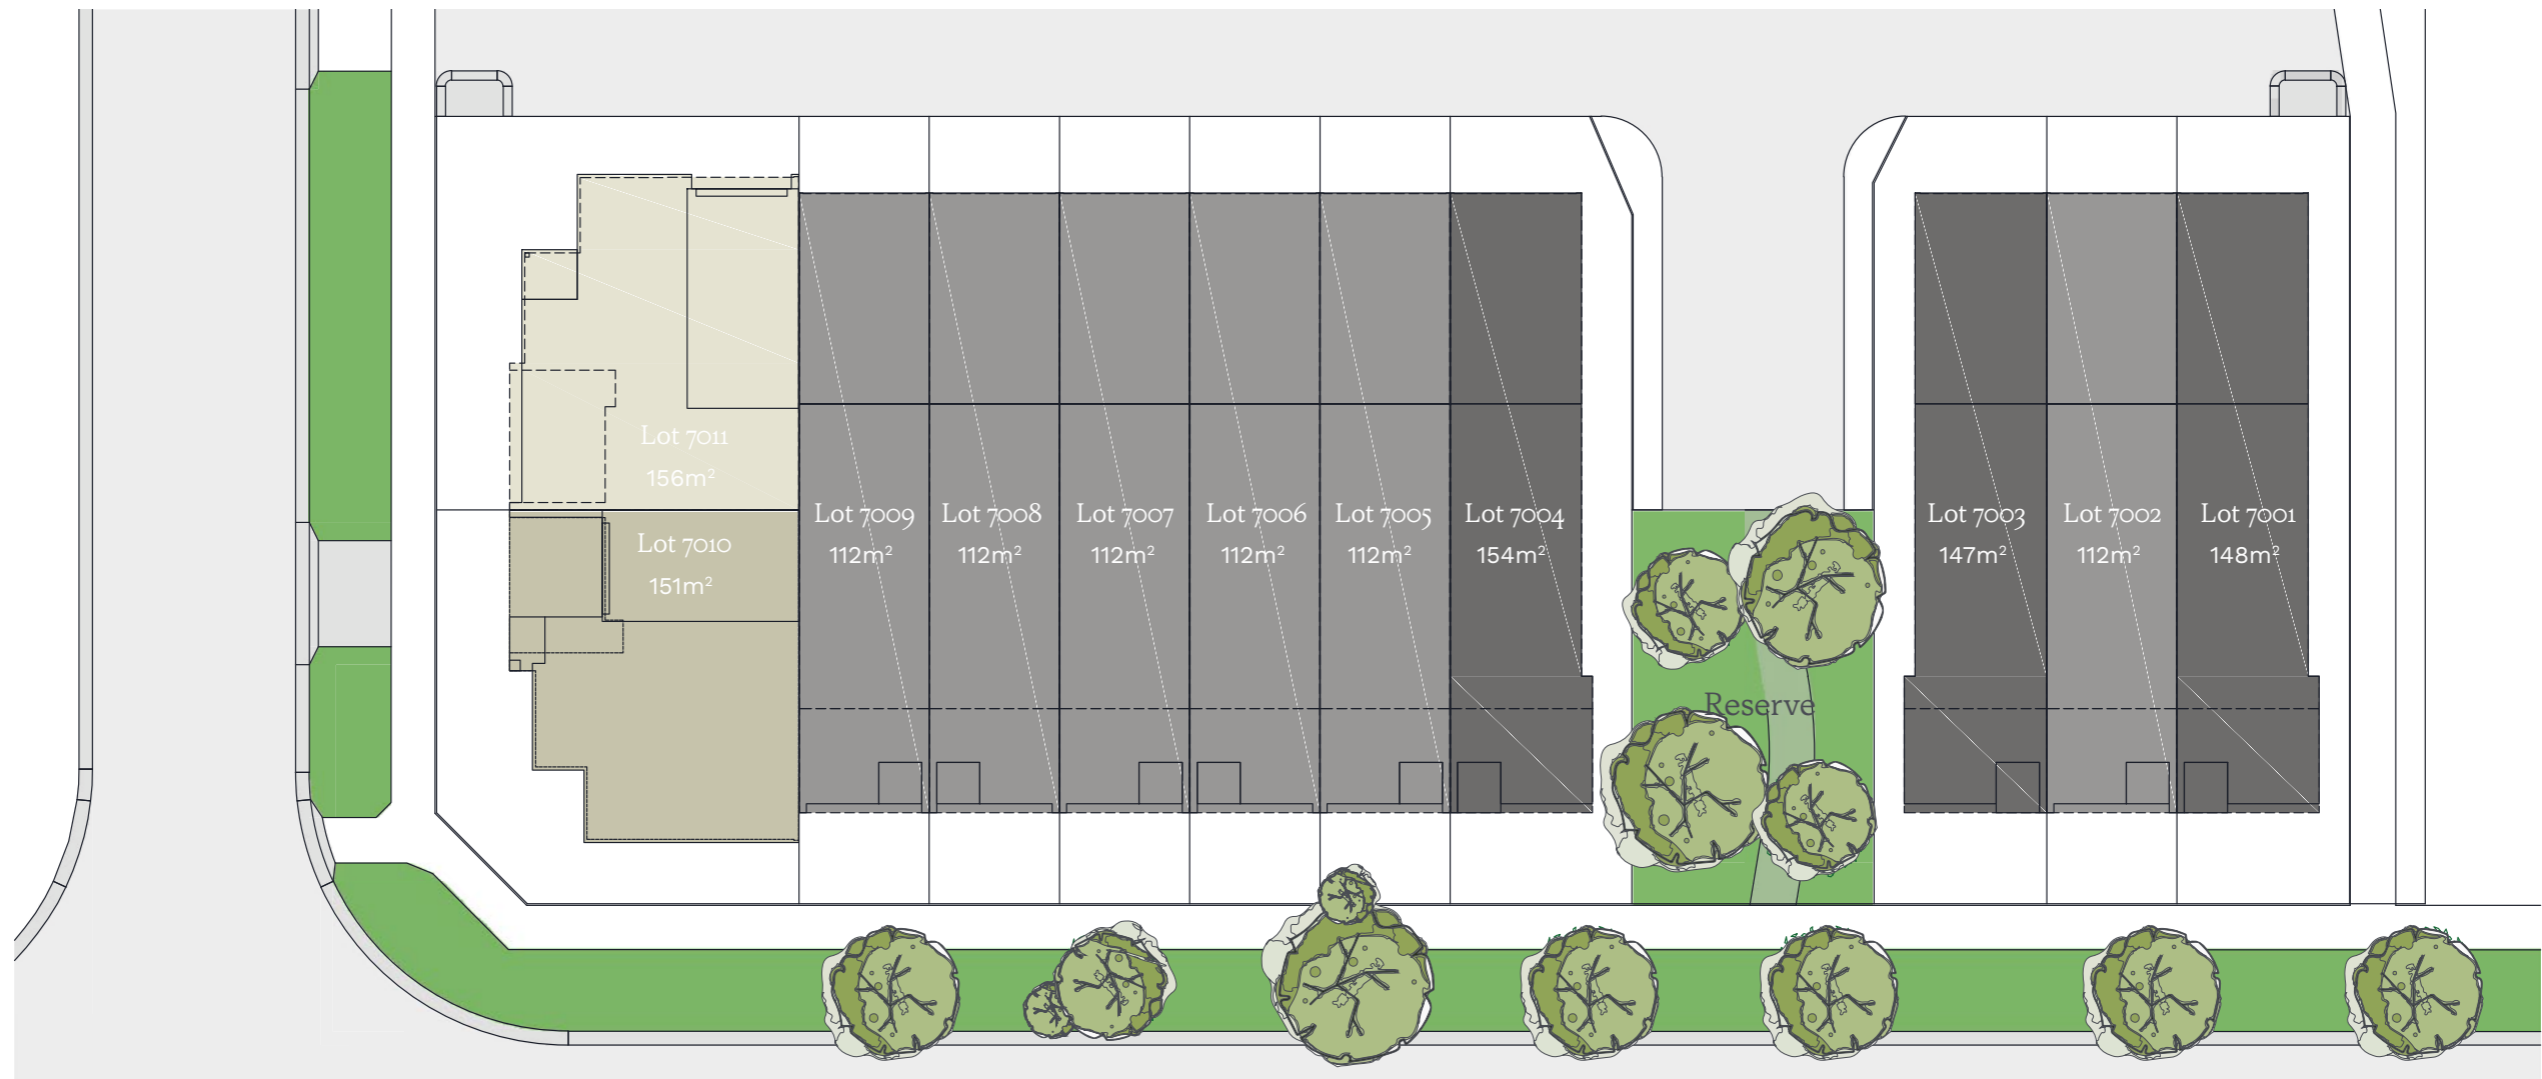 Lot 7011
156m²
Lot 7010
151m²
Lot 7009
112m²
Lot 7008
112m²
Lot 7007
112m²
Lot 7006
112m²
Lot 7005
112m²
Lot 7004
154m²
Reserve
Lot 7003
147m²
Lot 7002
112m²
Lot 7001
148m²